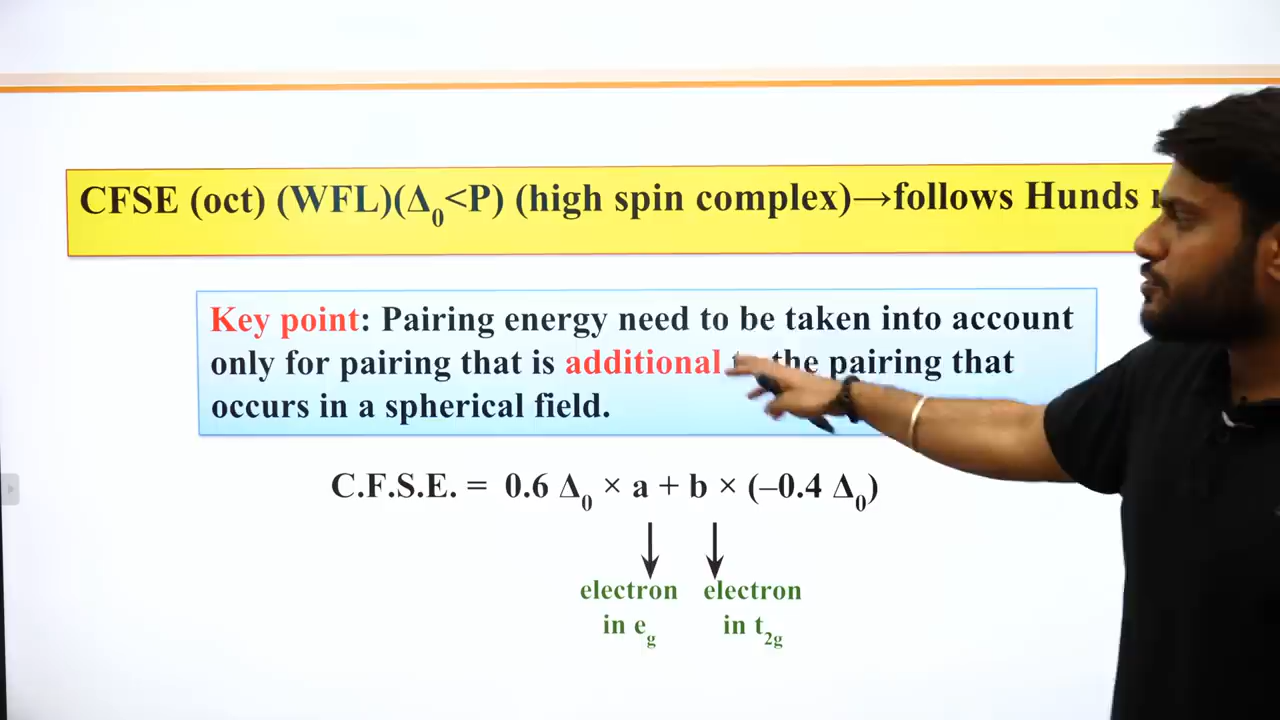 CFSE (oct) (WFL)(Δ₀<P) (high spin complex)→follows Hunds
Key point: Pairing energy need to be taken into account
only for pairing that is additional the pairing that
occurs in a spherical field.
C.F.S.E. = 0.6 Δ₀ × a + b × (–0.4 Δ₀)
electron electron
in e_g in t_2g